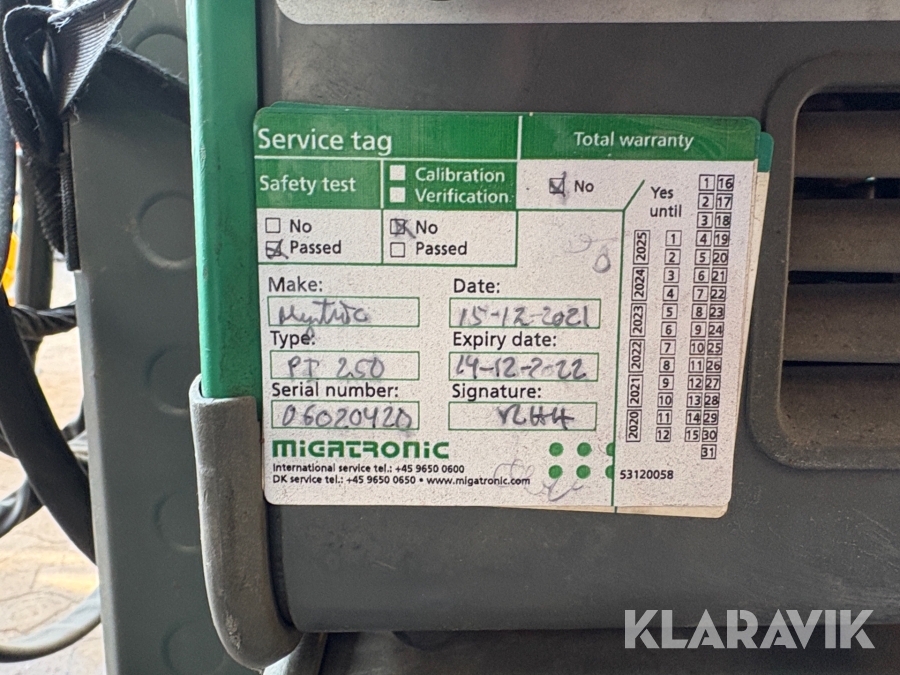 Service tag
Total warranty
Safety test
Calibration
Verification
No
Yes until
No
Passed
No
Passed
Make:
Date:
15-12-2021
Type:
Expiry date:
PI 250
14-12-2022
Serial number:
Signature:
06020420
MIGATRONIC
International service tel.: +45 9650 0600
DK service tel.: +45 9650 0650 • www.migatronic.com
53120058
2025 2024 2023 2022 2021 2020
1 2 3 4 5 6 7 8 9 10 11 12
1 2 3 4 5 6 7 8 9 10 11 12 13 14 15
16 17 18 19 20 21 22 23 24 25 26 27 28 29 30 31
KLARAVIK